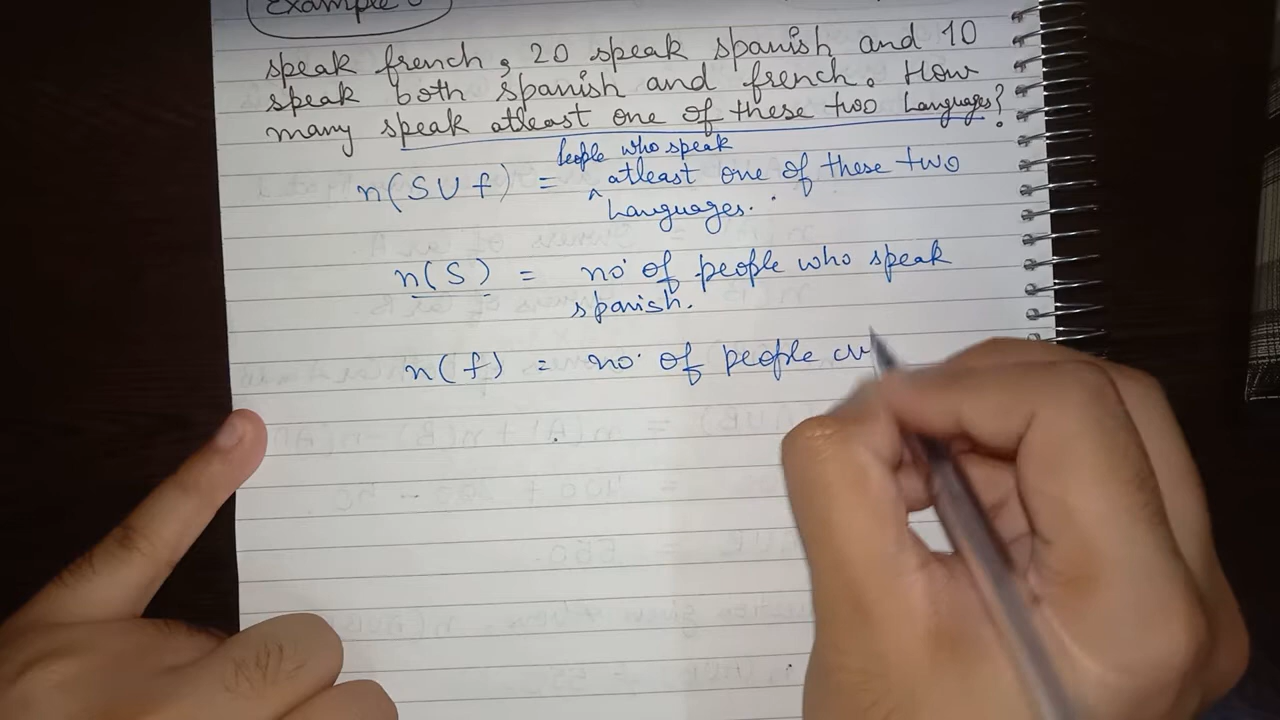 Example
speak french, 20 speak spanish and 10
speak both spanish and french. How
many speak atleast one of these two Languages?
people who speak
n(SUf) = ^ atleast one of these two
Languages.
n(S) = no of people who speak
spanish.
n(f) = no of people